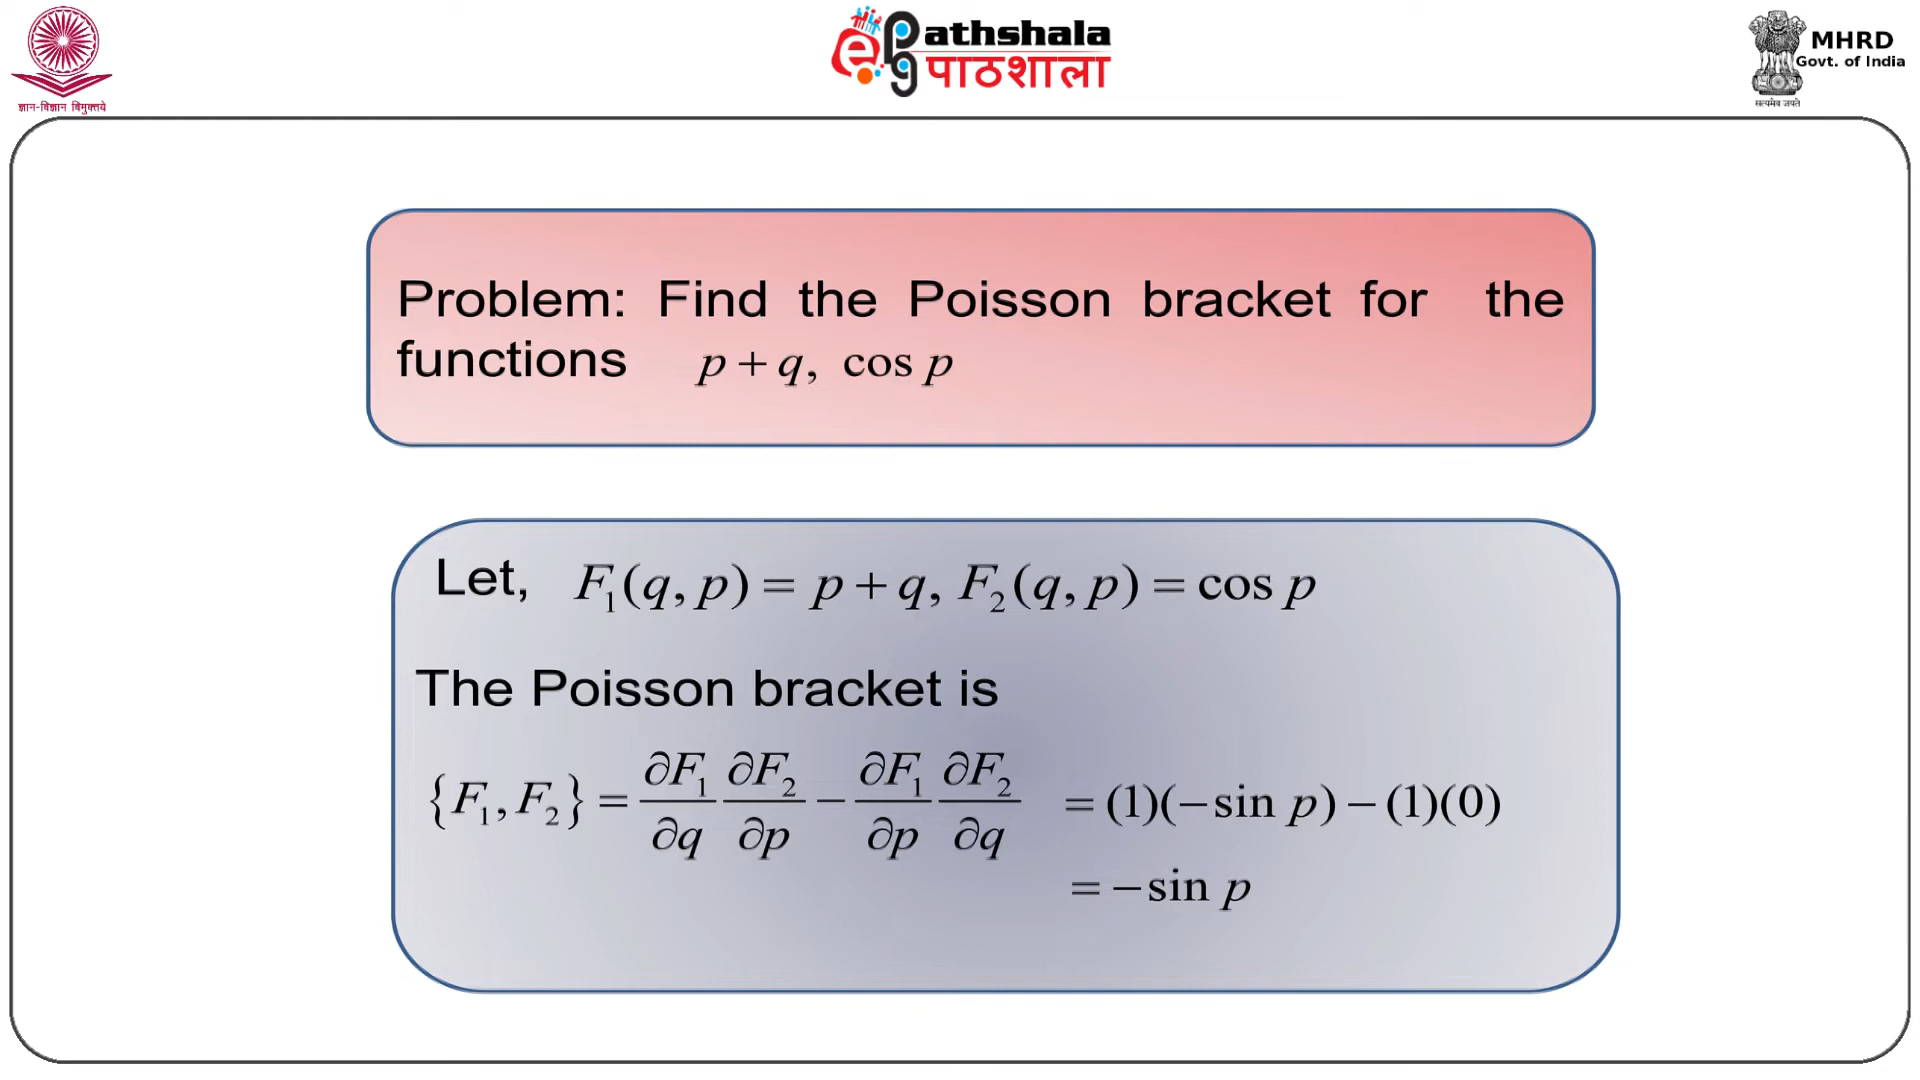 ज्ञान-विज्ञान विमुक्तये
ePG Pathshala
पाठशाला
MHRD
Govt. of India
सत्यमेव जयते
Problem: Find the Poisson bracket for the
functions p + q, cos p
Let, F₁(q, p) = p + q, F₂(q, p) = cos p
The Poisson bracket is
{F₁, F₂} = ∂F₁/∂q ∂F₂/∂p − ∂F₁/∂p ∂F₂/∂q = (1)(−sin p) − (1)(0)
= −sin p